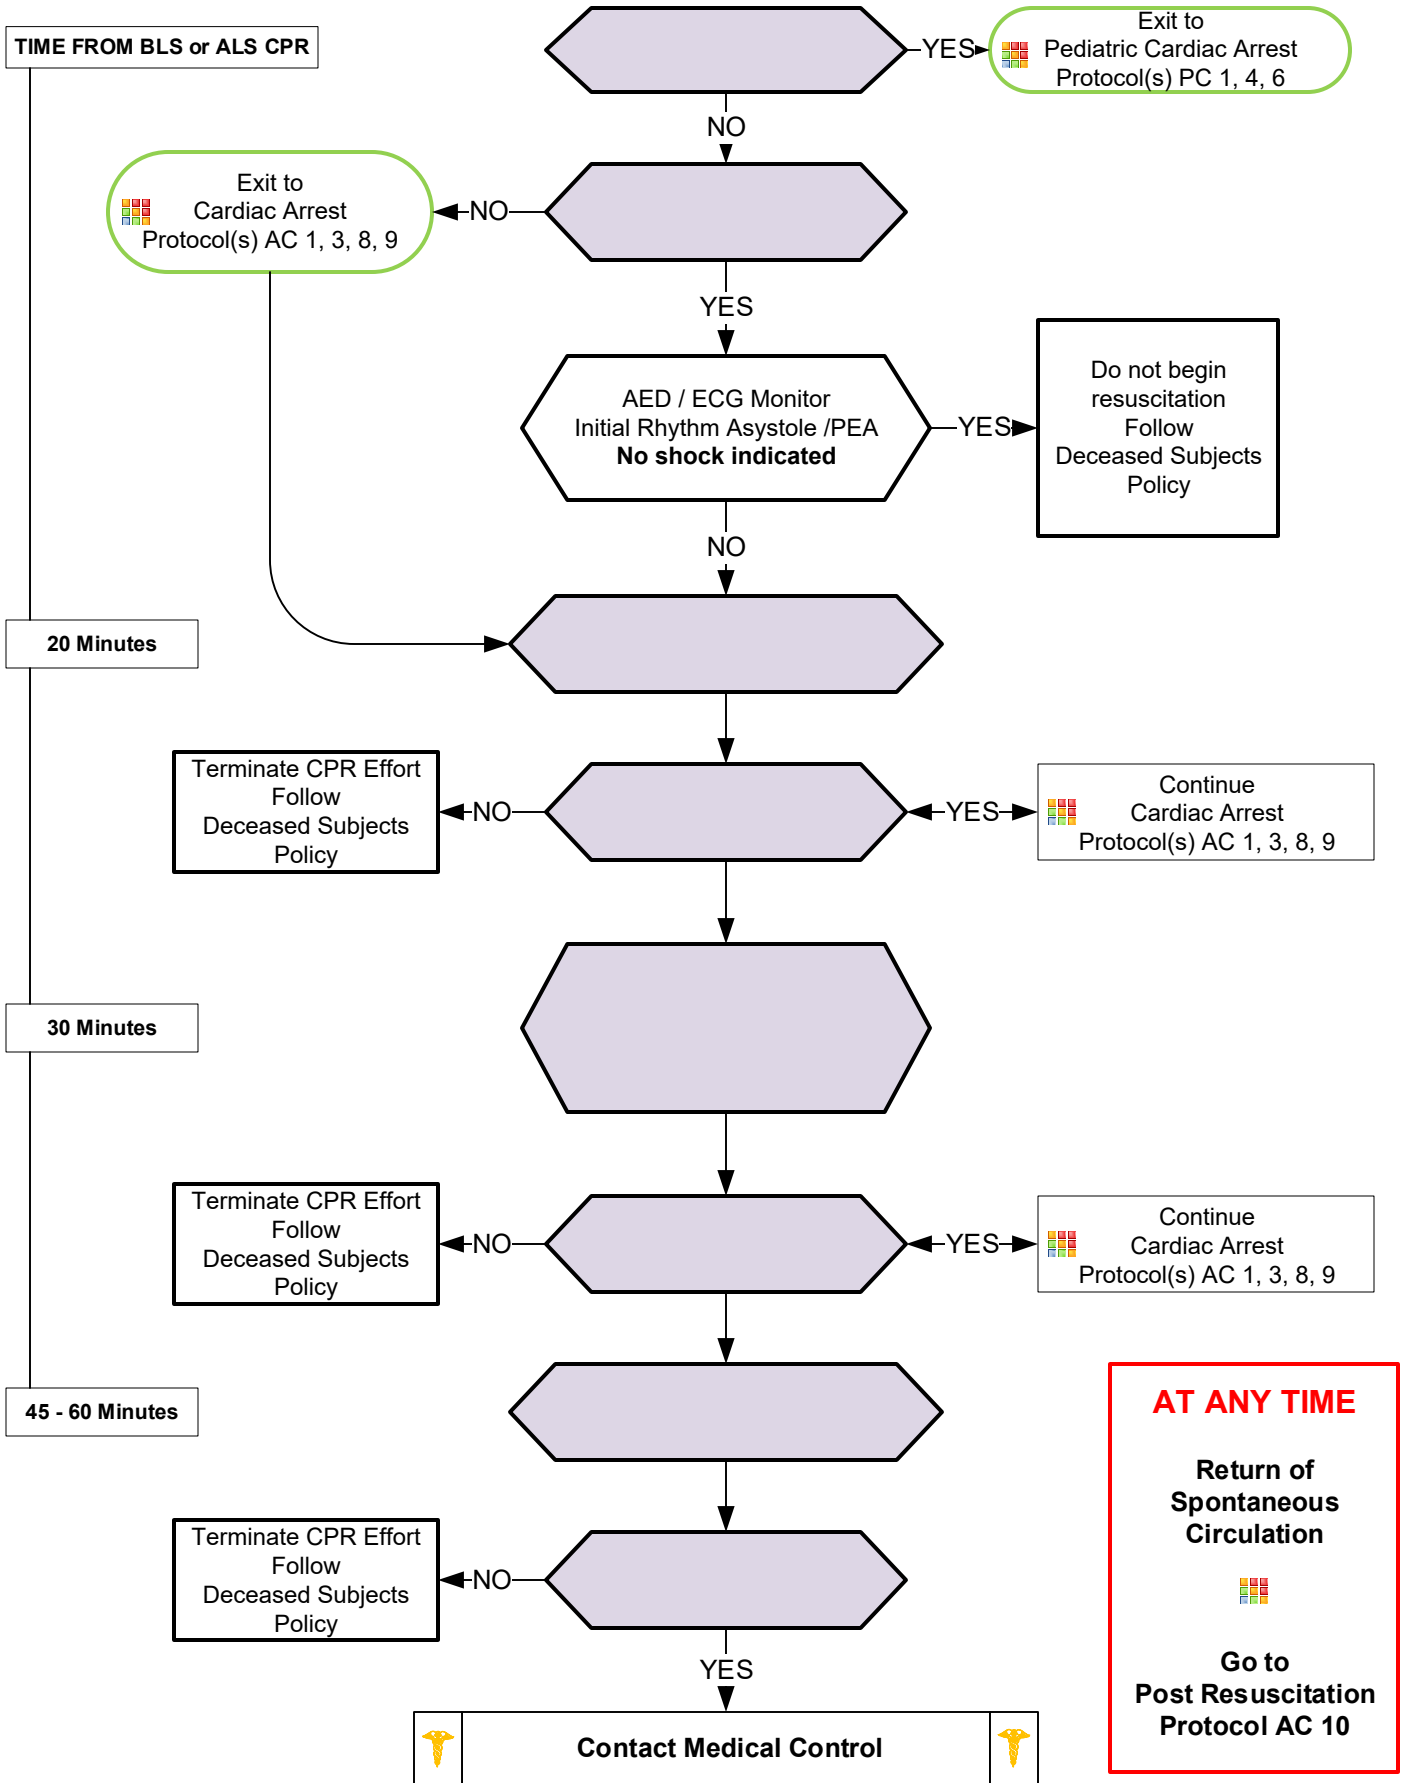 TIME FROM BLS or ALS CPR
YES
Exit to
Pediatric Cardiac Arrest
Protocol(s) PC 1, 4, 6
NO
Exit to
Cardiac Arrest
Protocol(s) AC 1, 3, 8, 9
NO
YES
AED / ECG Monitor
Initial Rhythm Asystole /PEA
No shock indicated
YES
Do not begin
resuscitation
Follow
Deceased Subjects
Policy
NO
20 Minutes
Terminate CPR Effort
Follow
Deceased Subjects
Policy
NO
YES
Continue
Cardiac Arrest
Protocol(s) AC 1, 3, 8, 9
30 Minutes
Terminate CPR Effort
Follow
Deceased Subjects
Policy
NO
YES
Continue
Cardiac Arrest
Protocol(s) AC 1, 3, 8, 9
45 - 60 Minutes
Terminate CPR Effort
Follow
Deceased Subjects
Policy
NO
YES
Contact Medical Control
AT ANY TIME
Return of
Spontaneous
Circulation
Go to
Post Resuscitation
Protocol AC 10